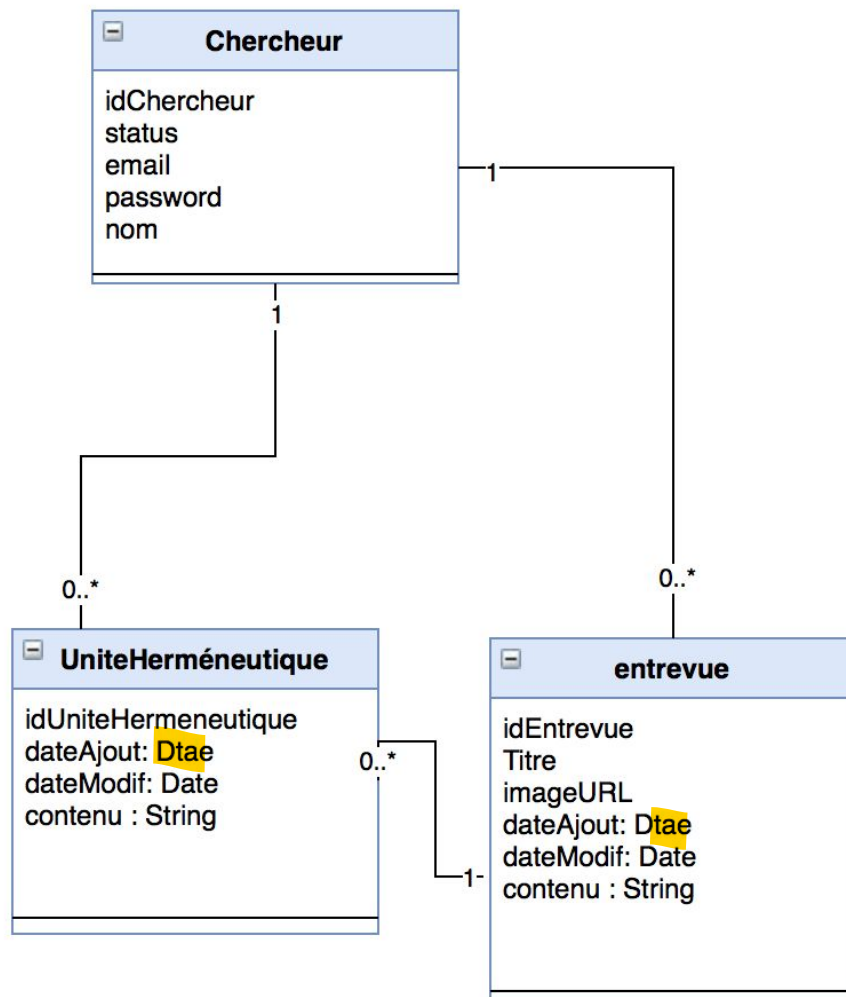 Chercheur
idChercheur
status
email
password
nom
1
1
0..*
0..*
UniteHerméneutique
idUniteHermeneutique
dateAjout: Dtae
dateModif: Date
contenu : String
0..*
1
entrevue
idEntrevue
Titre
imageURL
dateAjout: Dtae
dateModif: Date
contenu : String